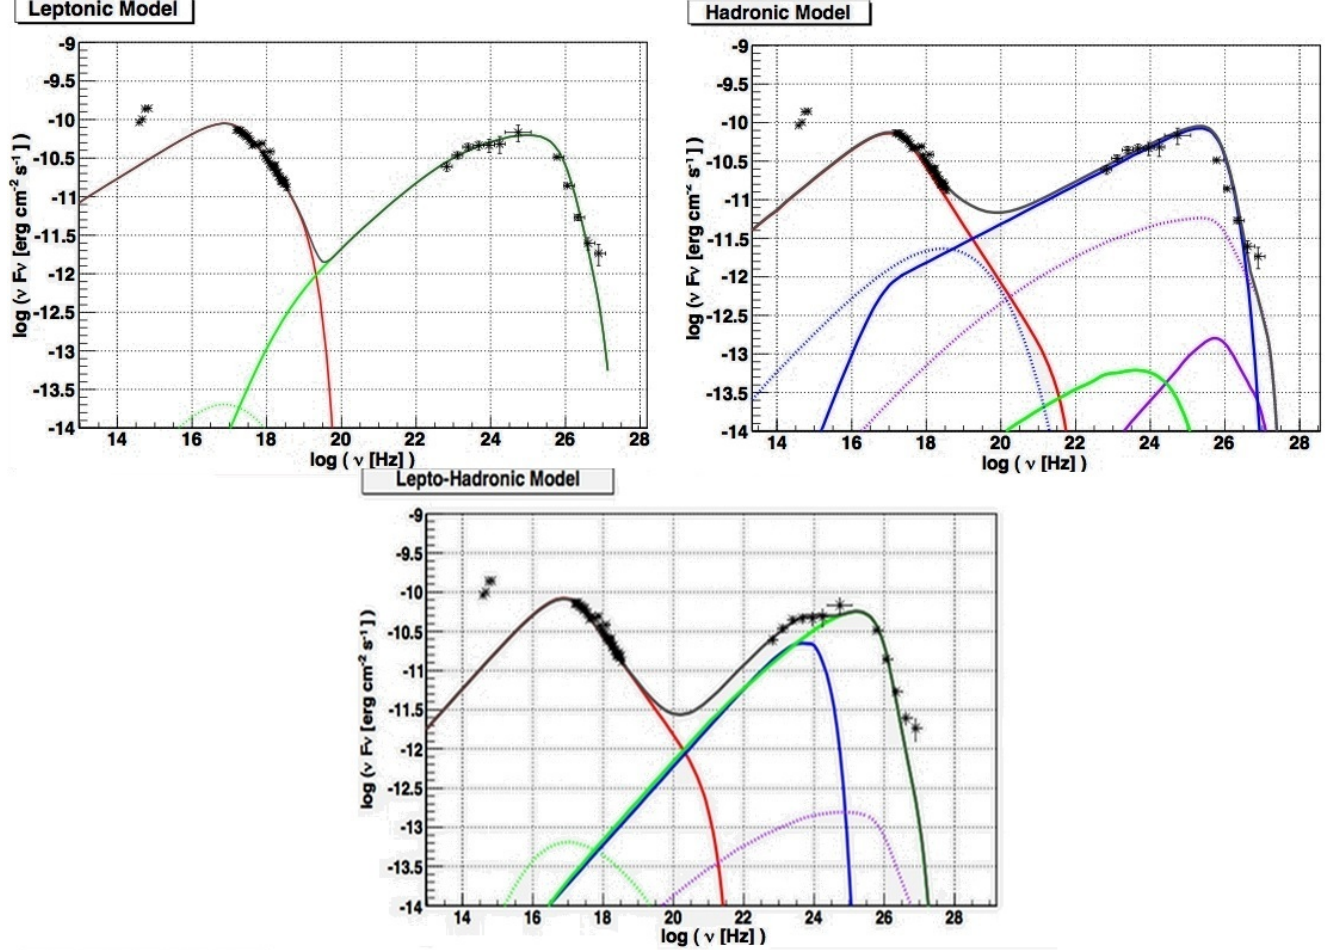 Leptonic Model
-9
-9.5
-10
-10.5
-11
-11.5
-12
-12.5
-13
-13.5
-14
14 16 18 20 22 24 26 28
log ( ν Fν [erg cm⁻² s⁻¹ ] )
log ( ν [Hz] )
Hadronic Model
-9
-9.5
-10
-10.5
-11
-11.5
-12
-12.5
-13
-13.5
-14
14 16 18 20 22 24 26 28
log (ν Fν [erg cm⁻² s⁻¹ ] )
log ( ν [Hz] )
Lepto-Hadronic Model
-9
-9.5
-10
-10.5
-11
-11.5
-12
-12.5
-13
-13.5
-14
14 16 18 20 22 24 26 28
log (ν Fν [erg cm⁻² s⁻¹ ] )
log ( ν [Hz] )